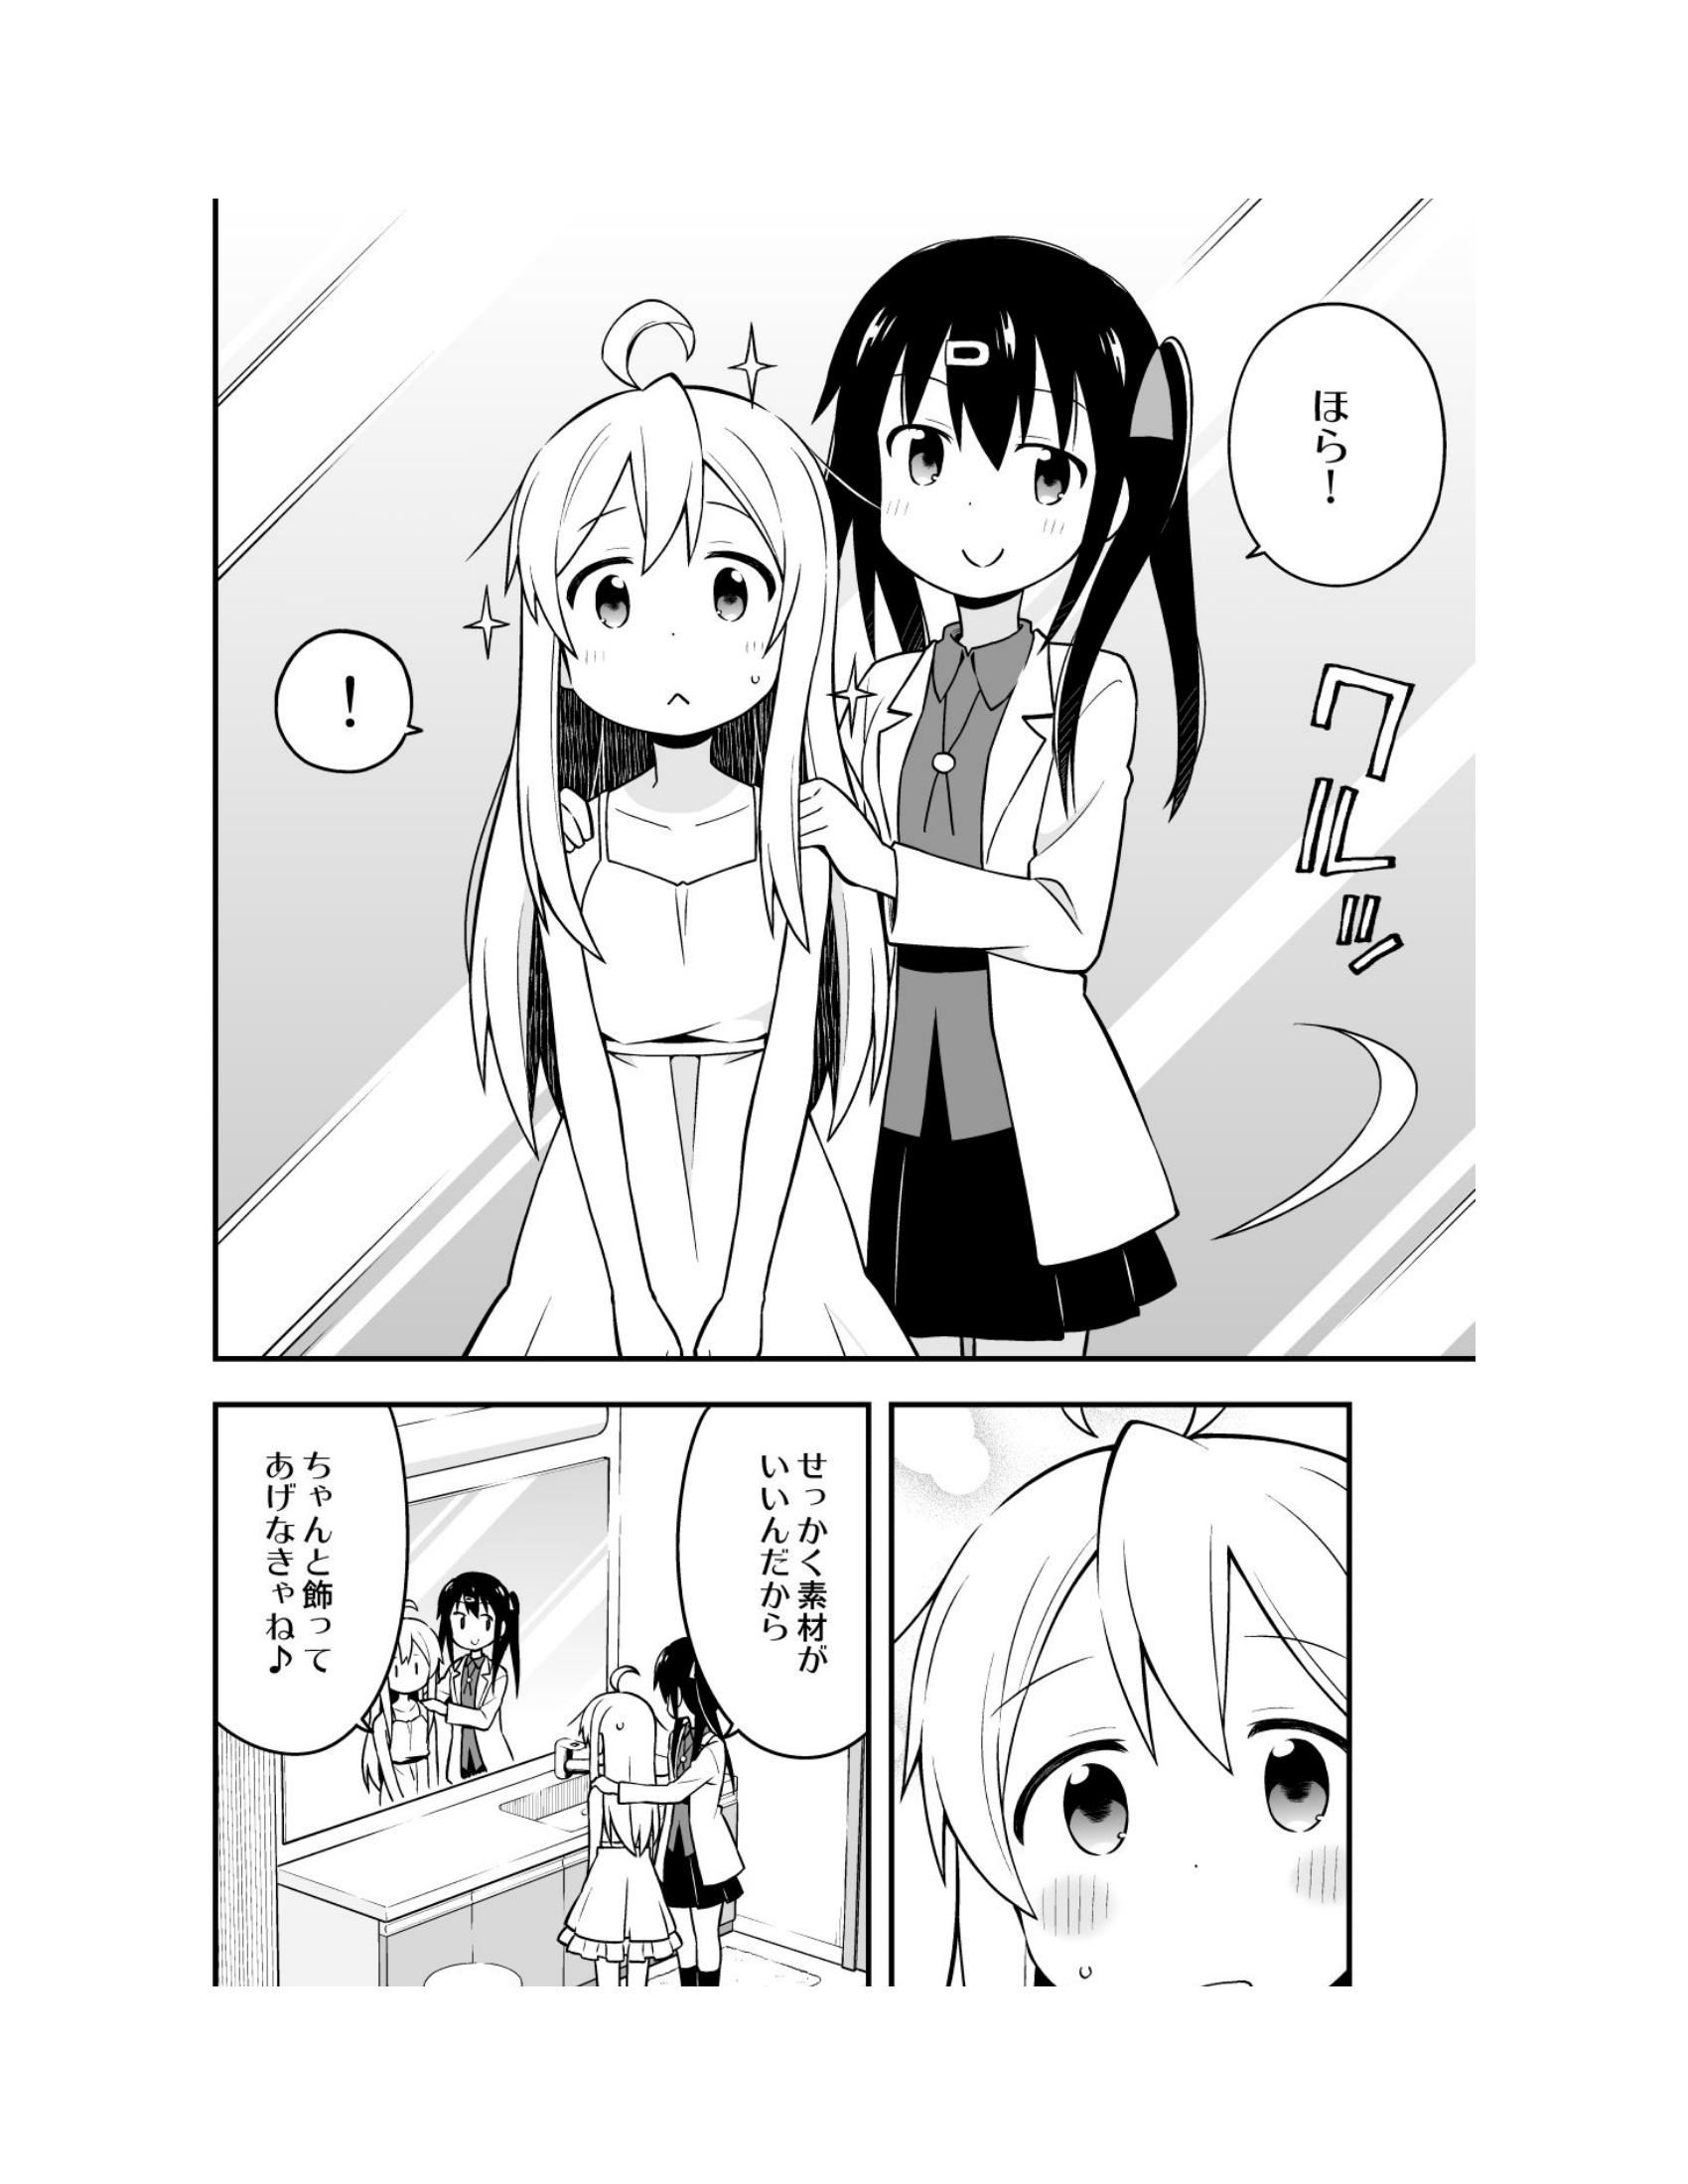 ほら！
クルッ
！
せっかく素材が
いいんだから
ちゃんと飾って
あげなきゃね♪